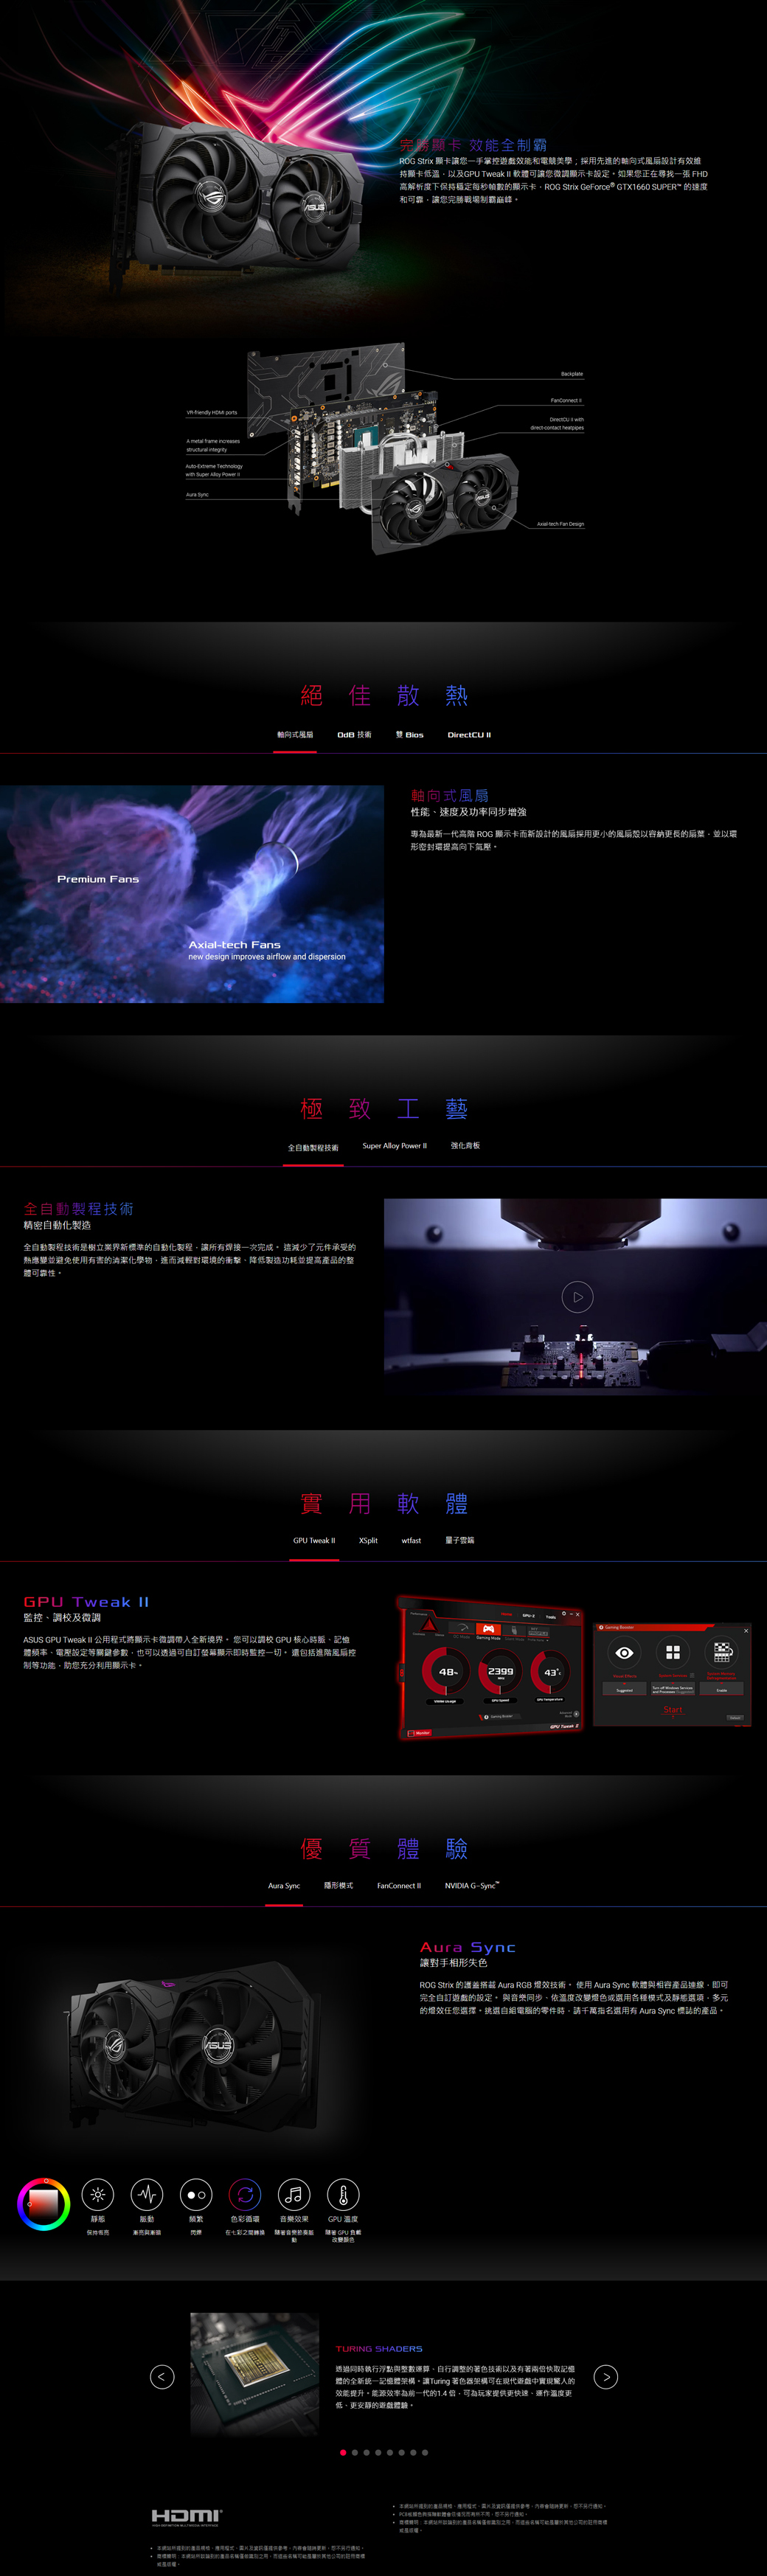 完勝顯卡 效能全制霸
ROG Strix 顯卡讓您一手掌控遊戲效能和電競美學；採用先進的軸向式風扇設計有效維
持顯卡低溫，以及GPU Tweak II 軟體可讓您微調顯示卡設定。如果您正在尋找一張 FHD
高解析度下保持穩定每秒幀數的顯示卡，ROG Strix GeForce® GTX1660 SUPER™ 的速度
和可靠，讓您完勝戰場制霸巔峰。
Backplate
FanConnect II
VR-friendly HDMI ports
DirectCU II with
direct-contact heatpipes
A metal frame increases
structural integrity
Auto-Extreme Technology
with Super Alloy Power II
Aura Sync
Axial-tech Fan Design
絕佳散熱
軸向式風扇 0dB 技術 雙 Bios DirectCU II
軸向式風扇
性能、速度及功率同步增強
專為最新一代高階 ROG 顯示卡而新設計的風扇採用更小的風扇殼以容納更長的扇葉，並以環
形密封環提高向下氣壓。
Premium Fans
Axial-tech Fans
new design improves airflow and dispersion
極致工藝
全自動製程技術 Super Alloy Power II 強化背板
全自動製程技術
精密自動化製造
全自動製程技術是樹立業界新標準的自動化製程，讓所有焊接一次完成。 這減少了元件承受的
熱應變並避免使用有害的清潔化學物，進而減輕對環境的衝擊、降低製造功耗並提高產品的整
體可靠性。
實用軟體
GPU Tweak II XSplit wtfast 量子雲端
GPU Tweak II
監控、調校及微調
ASUS GPU Tweak II 公用程式將顯示卡微調帶入全新境界。 您可以調校 GPU 核心時脈、記憶
體頻率、電壓設定等關鍵參數，也可以透過可自訂螢幕顯示即時監控一切。 還包括進階風扇控
制等功能，助您充分利用顯示卡。
Gaming Mode
48%
2399
43°c
Gaming Booster
Monitor
GPU Tweak II
Gaming Booster
Suggested
Turn off Windows Services
and Processes Suggested
Enable
Start
優質體驗
Aura Sync 隱形模式 FanConnect II NVIDIA G-Sync™
Aura Sync
讓對手相形失色
ROG Strix 的護蓋搭載 Aura RGB 燈效技術。 使用 Aura Sync 軟體與相容產品連線，即可
完全自訂遊戲的設定。 與音樂同步、依溫度改變燈色或選用各種模式及靜態選項，多元
的燈效任您選擇。挑選自組電腦的零件時，請千萬指名選用有 Aura Sync 標誌的產品。
ASUS
靜態 脈動 頻繁 色彩循環 音樂效果 GPU 溫度
保持恆亮 漸亮與漸暗 閃爍 在七彩之間轉換 隨著音樂節奏脈動 隨著 GPU 負載改變顏色
TURING SHADERS
透過同時執行浮點與整數運算、自行調整的著色技術以及有著兩倍快取記憶
體的全新統一記憶體架構。讓Turing 著色器架構可在現代遊戲中實現驚人的
效能提升。能源效率為前一代的1.4 倍，可為玩家提供更快速、運作溫度更
低、更安靜的遊戲體驗。
HDMI
HIGH-DEFINITION MULTIMEDIA INTERFACE